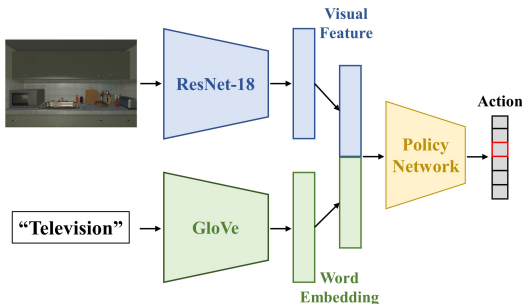 Visual
Feature
ResNet-18
Action
Policy
Network
“Television”
GloVe
Word
Embedding